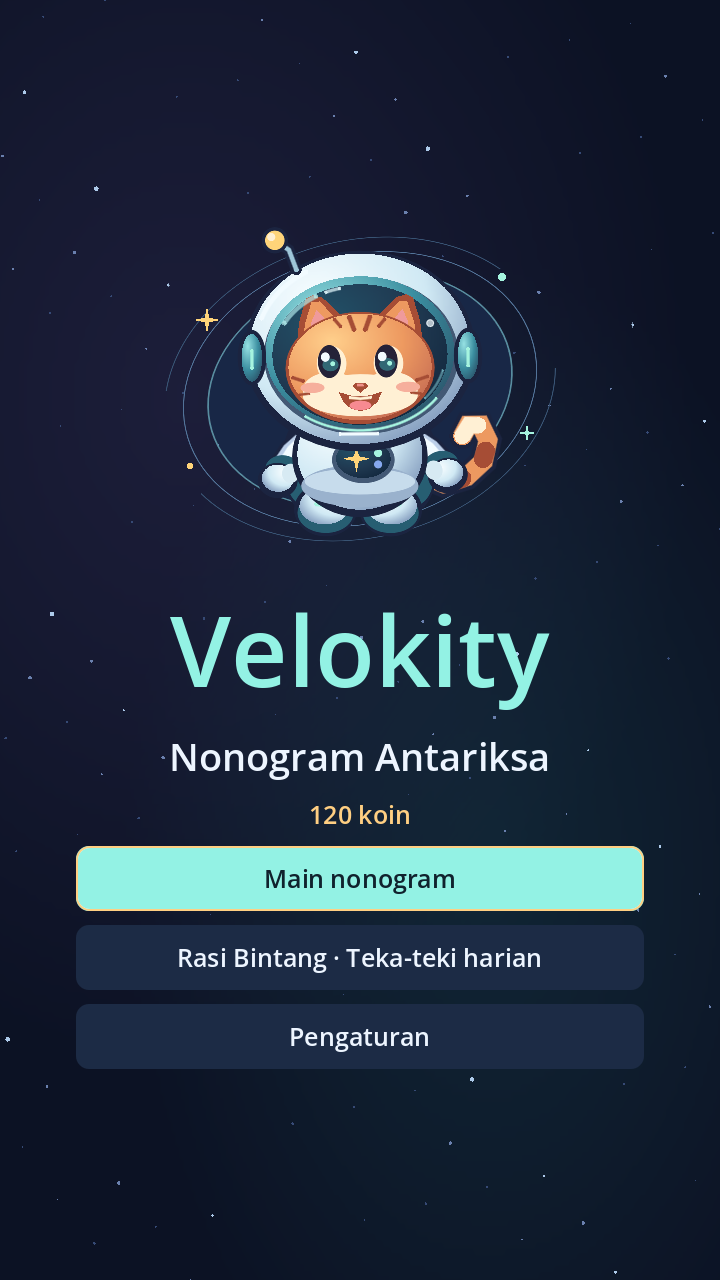 Velokity
Nonogram Antariksa
120 koin
Main nonogram
Rasi Bintang · Teka-teki harian
Pengaturan